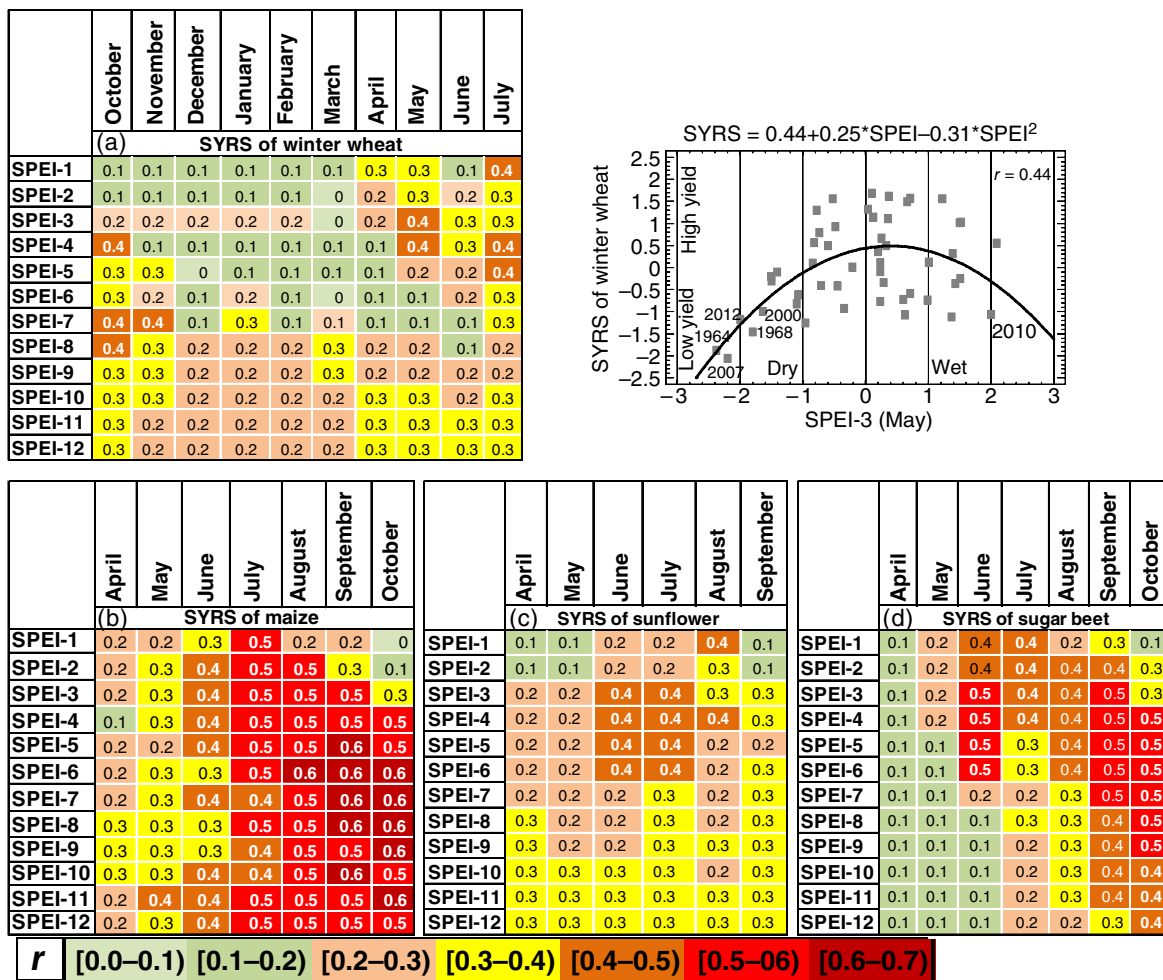 October November December January February March April May June July
(a) SYRS of winter wheat
SPEI-1 0.1 0.1 0.1 0.1 0.1 0.1 0.3 0.3 0.1 0.4
SPEI-2 0.1 0.1 0.1 0.1 0.1 0 0.2 0.3 0.2 0.3
SPEI-3 0.2 0.2 0.2 0.2 0.2 0 0.2 0.4 0.3 0.3
SPEI-4 0.4 0.1 0.1 0.1 0.1 0.1 0.1 0.4 0.3 0.4
SPEI-5 0.3 0.3 0 0.1 0.1 0.1 0.1 0.2 0.2 0.4
SPEI-6 0.3 0.2 0.1 0.2 0.1 0 0.1 0.1 0.2 0.3
SPEI-7 0.4 0.4 0.1 0.3 0.1 0.1 0.1 0.1 0.1 0.3
SPEI-8 0.4 0.3 0.2 0.2 0.2 0.3 0.2 0.2 0.1 0.2
SPEI-9 0.3 0.3 0.2 0.2 0.2 0.3 0.2 0.2 0.2 0.2
SPEI-10 0.3 0.3 0.2 0.2 0.2 0.2 0.3 0.3 0.2 0.3
SPEI-11 0.3 0.2 0.2 0.2 0.2 0.2 0.3 0.3 0.3 0.3
SPEI-12 0.3 0.2 0.2 0.2 0.2 0.2 0.3 0.3 0.3 0.3
SYRS = 0.44+0.25*SPEI–0.31*SPEI²
SYRS of winter wheat
2.5
2
1.5
1
0.5
0
−0.5
−1
−1.5
−2
−2.5
High yield
Low yield
r = 0.44
2012
2000
1964
1968
2010
2007
Dry
Wet
−3 −2 −1 0 1 2 3
SPEI-3 (May)
April May June July August September October
(b) SYRS of maize
SPEI-1 0.2 0.2 0.3 0.5 0.2 0.2 0
SPEI-2 0.2 0.3 0.4 0.5 0.5 0.3 0.1
SPEI-3 0.2 0.3 0.4 0.5 0.5 0.5 0.3
SPEI-4 0.1 0.3 0.4 0.5 0.5 0.5 0.5
SPEI-5 0.2 0.2 0.4 0.5 0.5 0.6 0.5
SPEI-6 0.2 0.3 0.3 0.5 0.6 0.6 0.6
SPEI-7 0.2 0.3 0.4 0.4 0.5 0.6 0.6
SPEI-8 0.3 0.3 0.3 0.5 0.5 0.6 0.6
SPEI-9 0.3 0.3 0.3 0.4 0.5 0.5 0.6
SPEI-10 0.3 0.3 0.4 0.4 0.5 0.6 0.5
SPEI-11 0.2 0.4 0.4 0.5 0.5 0.5 0.6
SPEI-12 0.2 0.3 0.4 0.5 0.5 0.5 0.5
April May June July August September
(c) SYRS of sunflower
SPEI-1 0.1 0.1 0.2 0.2 0.4 0.1
SPEI-2 0.1 0.1 0.2 0.2 0.3 0.1
SPEI-3 0.2 0.2 0.4 0.4 0.3 0.3
SPEI-4 0.2 0.2 0.4 0.4 0.4 0.3
SPEI-5 0.2 0.2 0.4 0.4 0.2 0.2
SPEI-6 0.2 0.2 0.4 0.4 0.2 0.3
SPEI-7 0.2 0.2 0.2 0.3 0.2 0.3
SPEI-8 0.3 0.2 0.2 0.3 0.2 0.3
SPEI-9 0.3 0.2 0.2 0.3 0.3 0.3
SPEI-10 0.3 0.3 0.3 0.3 0.2 0.3
SPEI-11 0.3 0.3 0.3 0.3 0.3 0.3
SPEI-12 0.3 0.3 0.3 0.3 0.3 0.3
April May June July August September October
(d) SYRS of sugar beet
SPEI-1 0.1 0.2 0.4 0.4 0.2 0.3 0.1
SPEI-2 0.1 0.2 0.4 0.4 0.4 0.4 0.3
SPEI-3 0.1 0.2 0.5 0.4 0.4 0.5 0.3
SPEI-4 0.1 0.2 0.5 0.4 0.4 0.5 0.5
SPEI-5 0.1 0.1 0.5 0.3 0.4 0.5 0.5
SPEI-6 0.1 0.1 0.5 0.3 0.4 0.5 0.5
SPEI-7 0.1 0.1 0.2 0.2 0.3 0.5 0.5
SPEI-8 0.1 0.1 0.1 0.3 0.3 0.4 0.5
SPEI-9 0.1 0.1 0.1 0.2 0.3 0.4 0.5
SPEI-10 0.1 0.1 0.1 0.2 0.3 0.4 0.4
SPEI-11 0.1 0.1 0.1 0.2 0.3 0.4 0.4
SPEI-12 0.1 0.1 0.1 0.2 0.2 0.3 0.4
r [0.0–0.1) [0.1–0.2) [0.2–0.3) [0.3–0.4) [0.4–0.5) [0.5–06) [0.6–0.7)